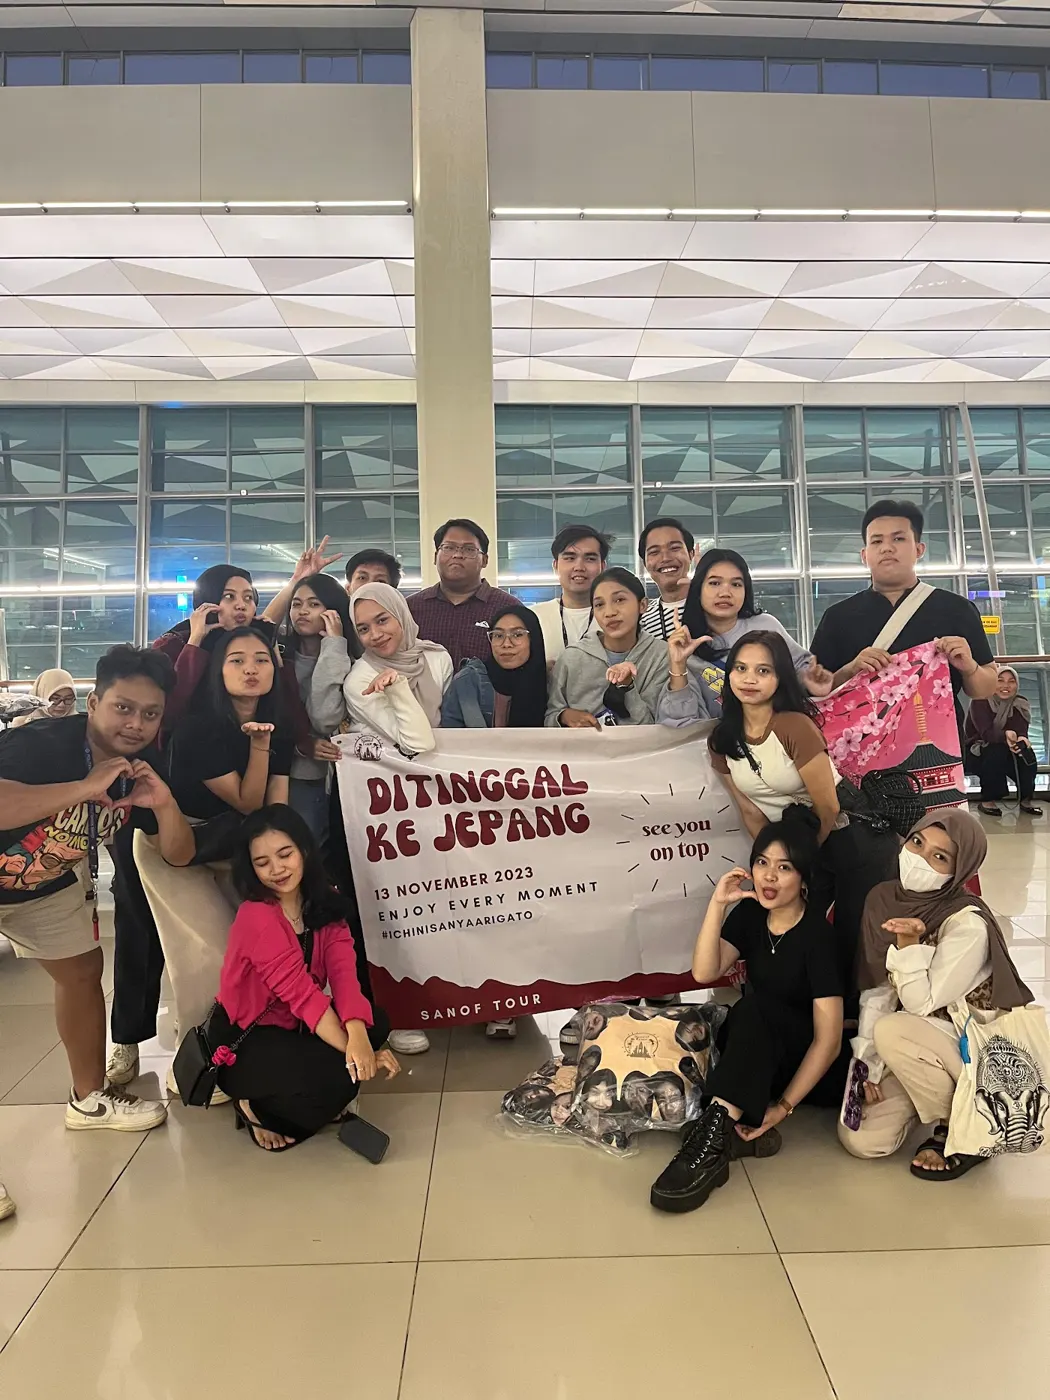 DITINGGAL
KE JEPANG
13 NOVEMBER 2023
ENJOY EVERY MOMENT
#ICHINISANYAARIGATO
see you
on top
SANOF TOUR